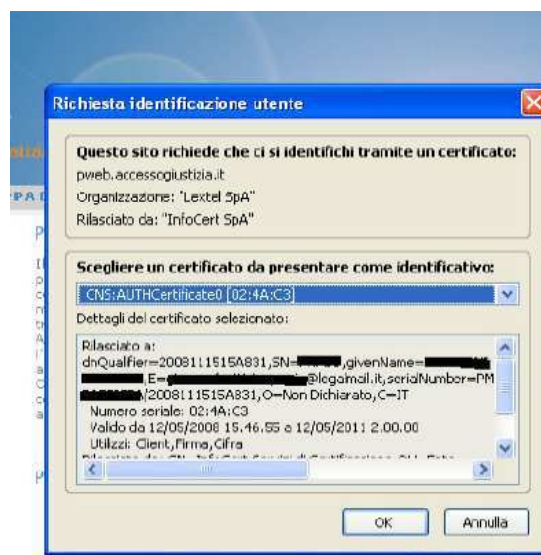 Richiesta identificazione utente
Questo sito richiede che ci si identifichi tramite un certificato:
pweb.accessogiustizia.it
Organizzazione: "Lextel SpA"
Rilasciato da: "InfoCert SpA"
Scegliere un certificato da presentare come identificativo:
CNS:AUTHCertificate0 [02:4A:C3]
Dettagli del certificato selezionato:
Rilasciato a:
dnQualfier=2008111515A831,SN= ,givenName=
,E= @legalmail.it,serialNumber=PM
/2008111515A831,O=Non Dichiarato,C=IT
Numero seriale: 02:4A:C3
Valido da 12/05/2008 15.46.55 a 12/05/2011 2.00.00
Utilizzi: Client,Firma,Cifra
OK
Annulla